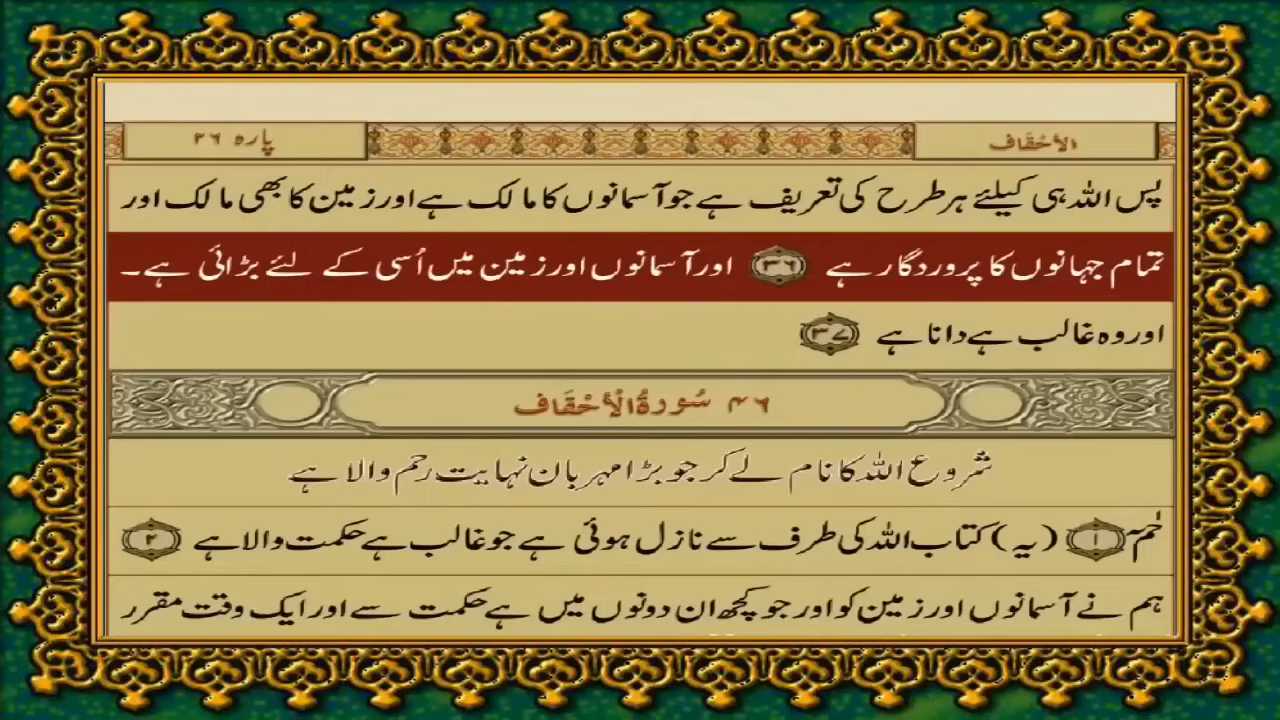 الاحقاف پارہ ۲۶
پس اللہ ہی کیلئے ہر طرح کی تعریف ہے جو آسمانوں کا مالک ہے اور زمین کا بھی مالک اور
تمام جہانوں کا پروردگار ہے ۳۶ اور آسمانوں اور زمین میں اُسی کے لئے بڑائی ہے۔
اور وہ غالب ہے دانا ہے ۳۷
۴۶ سُورۃُ الْاَحْقَاف
شروع اللہ کا نام لے کر جو بڑا مہربان نہایت رحم والا ہے
حٰمٓ ۱ (یہ) کتاب اللہ کی طرف سے نازل ہوئی ہے جو غالب ہے حکمت والا ہے ۲
ہم نے آسمانوں اور زمین کو اور جو کچھ ان دونوں میں ہے حکمت سے اور ایک وقت مقرر